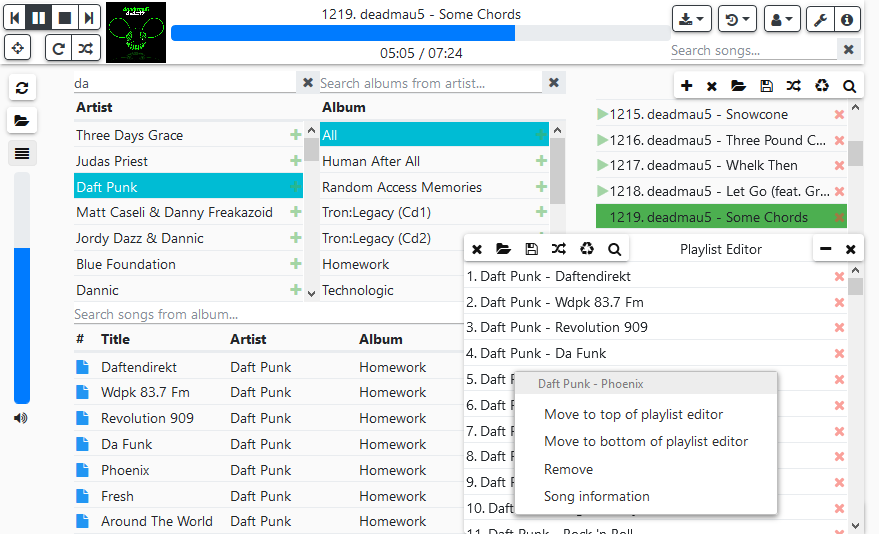 1219. deadmau5 - Some Chords
05:05 / 07:24
Search songs...
da
Search albums from artist...
Artist
Album
Three Days Grace
Judas Priest
Daft Punk
Matt Caseli & Danny Freakazoid
Jordy Dazz & Dannic
Blue Foundation
Dannic
All
Human After All
Random Access Memories
Tron:Legacy (Cd1)
Tron:Legacy (Cd2)
Homework
Technologic
1215. deadmau5 - Snowcone
1216. deadmau5 - Three Pound C...
1217. deadmau5 - Whelk Then
1218. deadmau5 - Let Go (feat. Gr...
1219. deadmau5 - Some Chords
Search songs from album...
# Title Artist Album
Daftendirekt Daft Punk Homework
Wdpk 83.7 Fm Daft Punk Homework
Revolution 909 Daft Punk Homework
Da Funk Daft Punk Homework
Phoenix Daft Punk Homework
Fresh Daft Punk Homework
Around The World Daft Punk Homework
Playlist Editor
1. Daft Punk - Daftendirekt
2. Daft Punk - Wdpk 83.7 Fm
3. Daft Punk - Revolution 909
4. Daft Punk - Da Funk
5. Daft
6. Daft
7. Daft
8. Daft
9. Daft
10. Daft
11. Daft Punk - Rock 'n Roll
Daft Punk - Phoenix
Move to top of playlist editor
Move to bottom of playlist editor
Remove
Song information